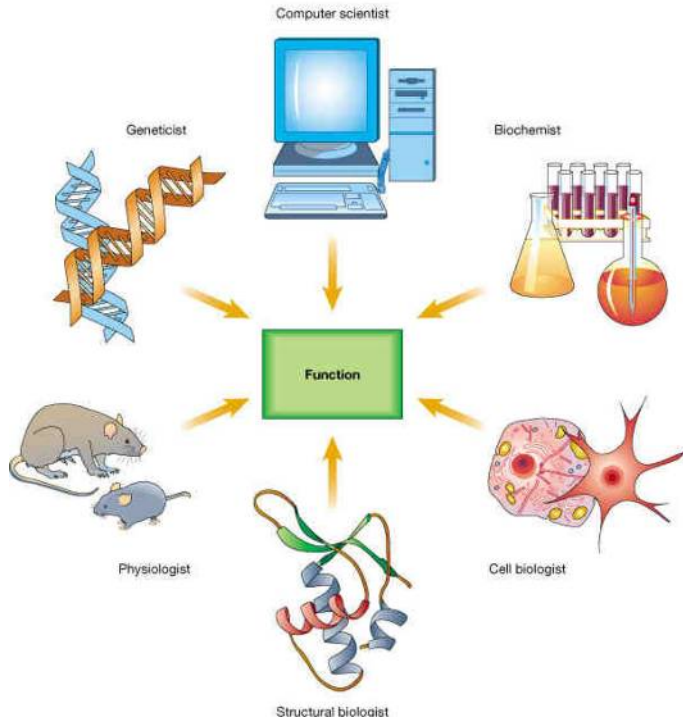 Computer scientist
Geneticist
Biochemist
Function
Physiologist
Cell biologist
Structural biologist